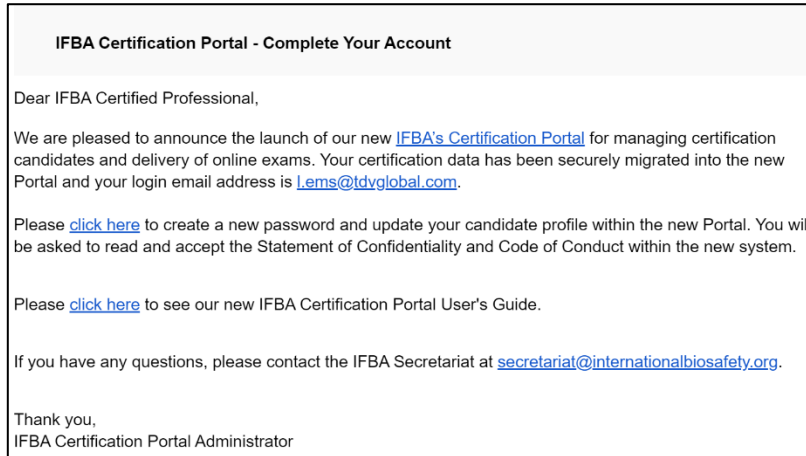 IFBA Certification Portal - Complete Your Account
Dear IFBA Certified Professional,
We are pleased to announce the launch of our new IFBA's Certification Portal for managing certification
candidates and delivery of online exams. Your certification data has been securely migrated into the new
Portal and your login email address is l.ems@tdvglobal.com.
Please click here to create a new password and update your candidate profile within the new Portal. You wil
be asked to read and accept the Statement of Confidentiality and Code of Conduct within the new system.
Please click here to see our new IFBA Certification Portal User's Guide.
If you have any questions, please contact the IFBA Secretariat at secretariat@internationalbiosafety.org.
Thank you,
IFBA Certification Portal Administrator